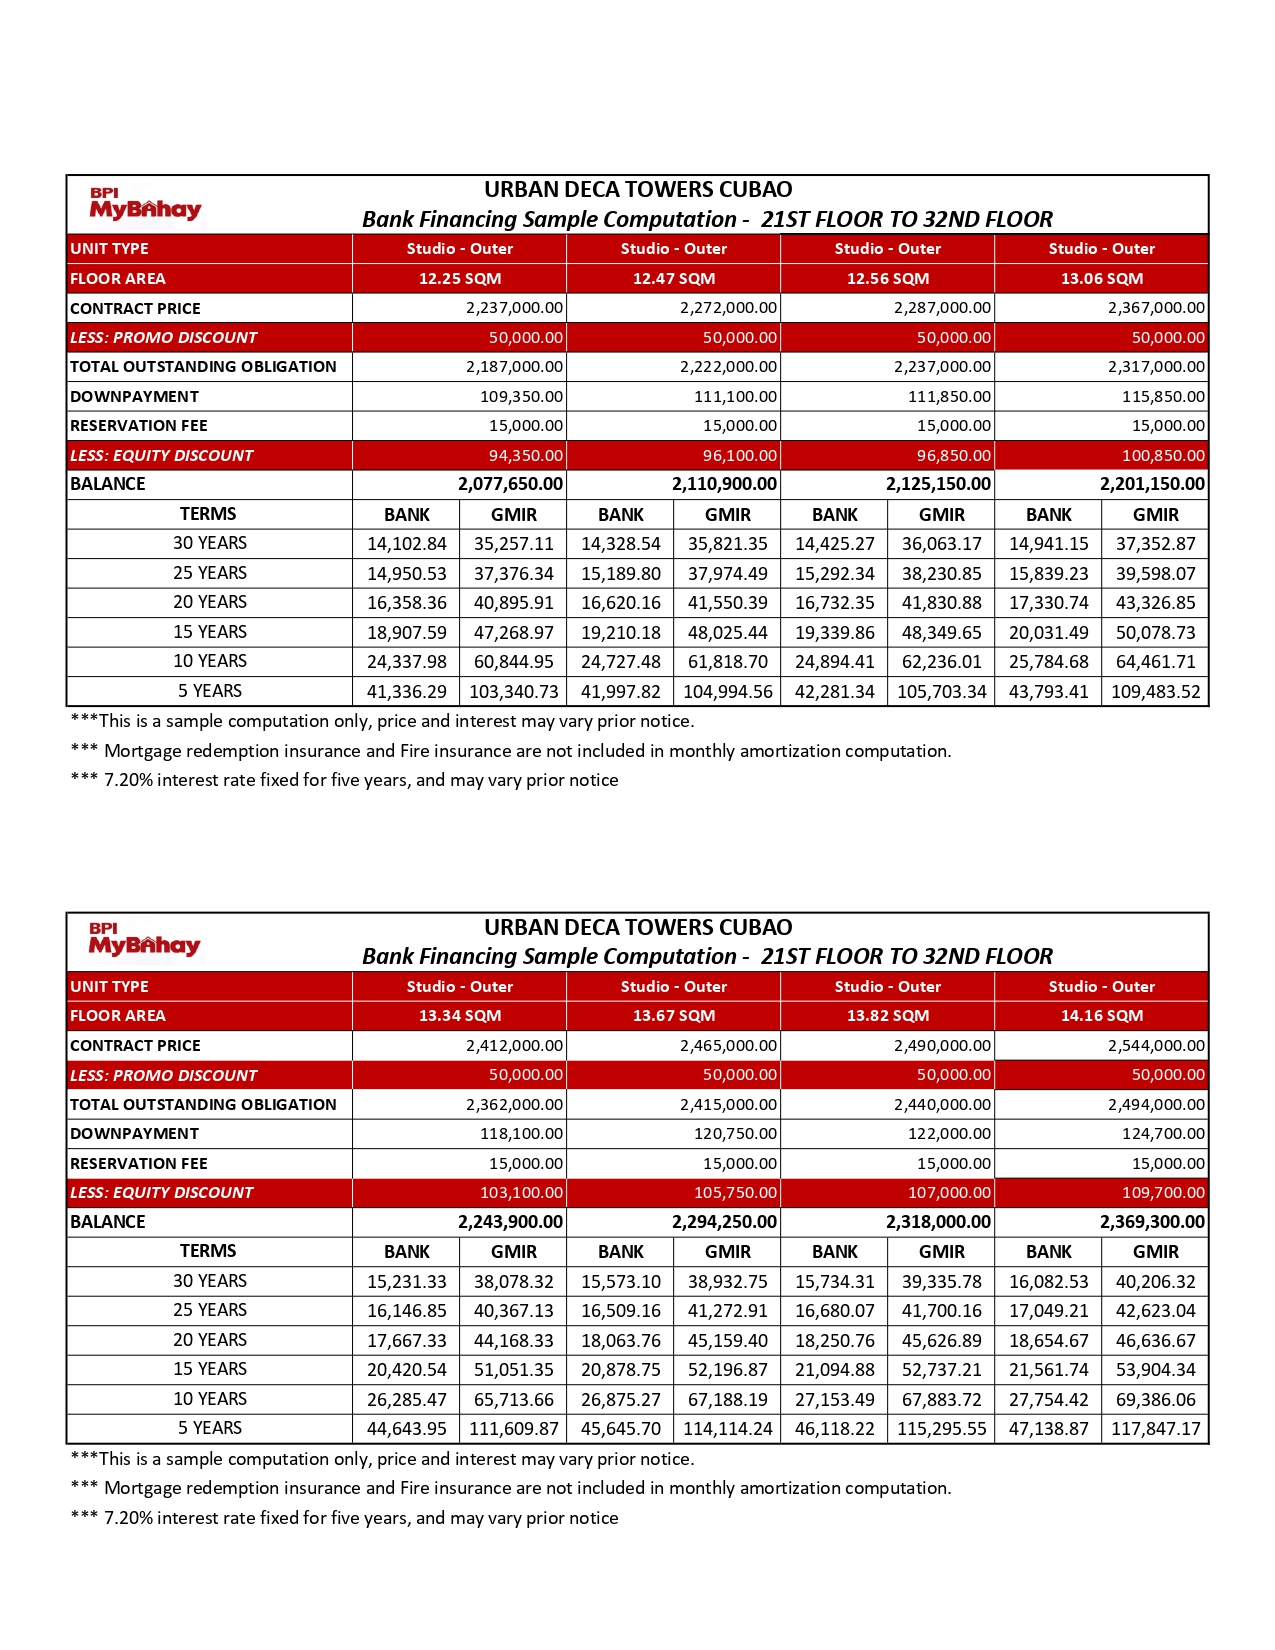 BPI
MyBahay
URBAN DECA TOWERS CUBAO
Bank Financing Sample Computation - 21ST FLOOR TO 32ND FLOOR
UNIT TYPE Studio - Outer Studio - Outer Studio - Outer Studio - Outer
FLOOR AREA 12.25 SQM 12.47 SQM 12.56 SQM 13.06 SQM
CONTRACT PRICE 2,237,000.00 2,272,000.00 2,287,000.00 2,367,000.00
LESS: PROMO DISCOUNT 50,000.00 50,000.00 50,000.00 50,000.00
TOTAL OUTSTANDING OBLIGATION 2,187,000.00 2,222,000.00 2,237,000.00 2,317,000.00
DOWNPAYMENT 109,350.00 111,100.00 111,850.00 115,850.00
RESERVATION FEE 15,000.00 15,000.00 15,000.00 15,000.00
LESS: EQUITY DISCOUNT 94,350.00 96,100.00 96,850.00 100,850.00
BALANCE 2,077,650.00 2,110,900.00 2,125,150.00 2,201,150.00
TERMS BANK GMIR BANK GMIR BANK GMIR BANK GMIR
30 YEARS 14,102.84 35,257.11 14,328.54 35,821.35 14,425.27 36,063.17 14,941.15 37,352.87
25 YEARS 14,950.53 37,376.34 15,189.80 37,974.49 15,292.34 38,230.85 15,839.23 39,598.07
20 YEARS 16,358.36 40,895.91 16,620.16 41,550.39 16,732.35 41,830.88 17,330.74 43,326.85
15 YEARS 18,907.59 47,268.97 19,210.18 48,025.44 19,339.86 48,349.65 20,031.49 50,078.73
10 YEARS 24,337.98 60,844.95 24,727.48 61,818.70 24,894.41 62,236.01 25,784.68 64,461.71
5 YEARS 41,336.29 103,340.73 41,997.82 104,994.56 42,281.34 105,703.34 43,793.41 109,483.52
***This is a sample computation only, price and interest may vary prior notice.
*** Mortgage redemption insurance and Fire insurance are not included in monthly amortization computation.
*** 7.20% interest rate fixed for five years, and may vary prior notice
BPI
MyBahay
URBAN DECA TOWERS CUBAO
Bank Financing Sample Computation - 21ST FLOOR TO 32ND FLOOR
UNIT TYPE Studio - Outer Studio - Outer Studio - Outer Studio - Outer
FLOOR AREA 13.34 SQM 13.67 SQM 13.82 SQM 14.16 SQM
CONTRACT PRICE 2,412,000.00 2,465,000.00 2,490,000.00 2,544,000.00
LESS: PROMO DISCOUNT 50,000.00 50,000.00 50,000.00 50,000.00
TOTAL OUTSTANDING OBLIGATION 2,362,000.00 2,415,000.00 2,440,000.00 2,494,000.00
DOWNPAYMENT 118,100.00 120,750.00 122,000.00 124,700.00
RESERVATION FEE 15,000.00 15,000.00 15,000.00 15,000.00
LESS: EQUITY DISCOUNT 103,100.00 105,750.00 107,000.00 109,700.00
BALANCE 2,243,900.00 2,294,250.00 2,318,000.00 2,369,300.00
TERMS BANK GMIR BANK GMIR BANK GMIR BANK GMIR
30 YEARS 15,231.33 38,078.32 15,573.10 38,932.75 15,734.31 39,335.78 16,082.53 40,206.32
25 YEARS 16,146.85 40,367.13 16,509.16 41,272.91 16,680.07 41,700.16 17,049.21 42,623.04
20 YEARS 17,667.33 44,168.33 18,063.76 45,159.40 18,250.76 45,626.89 18,654.67 46,636.67
15 YEARS 20,420.54 51,051.35 20,878.75 52,196.87 21,094.88 52,737.21 21,561.74 53,904.34
10 YEARS 26,285.47 65,713.66 26,875.27 67,188.19 27,153.49 67,883.72 27,754.42 69,386.06
5 YEARS 44,643.95 111,609.87 45,645.70 114,114.24 46,118.22 115,295.55 47,138.87 117,847.17
***This is a sample computation only, price and interest may vary prior notice.
*** Mortgage redemption insurance and Fire insurance are not included in monthly amortization computation.
*** 7.20% interest rate fixed for five years, and may vary prior notice